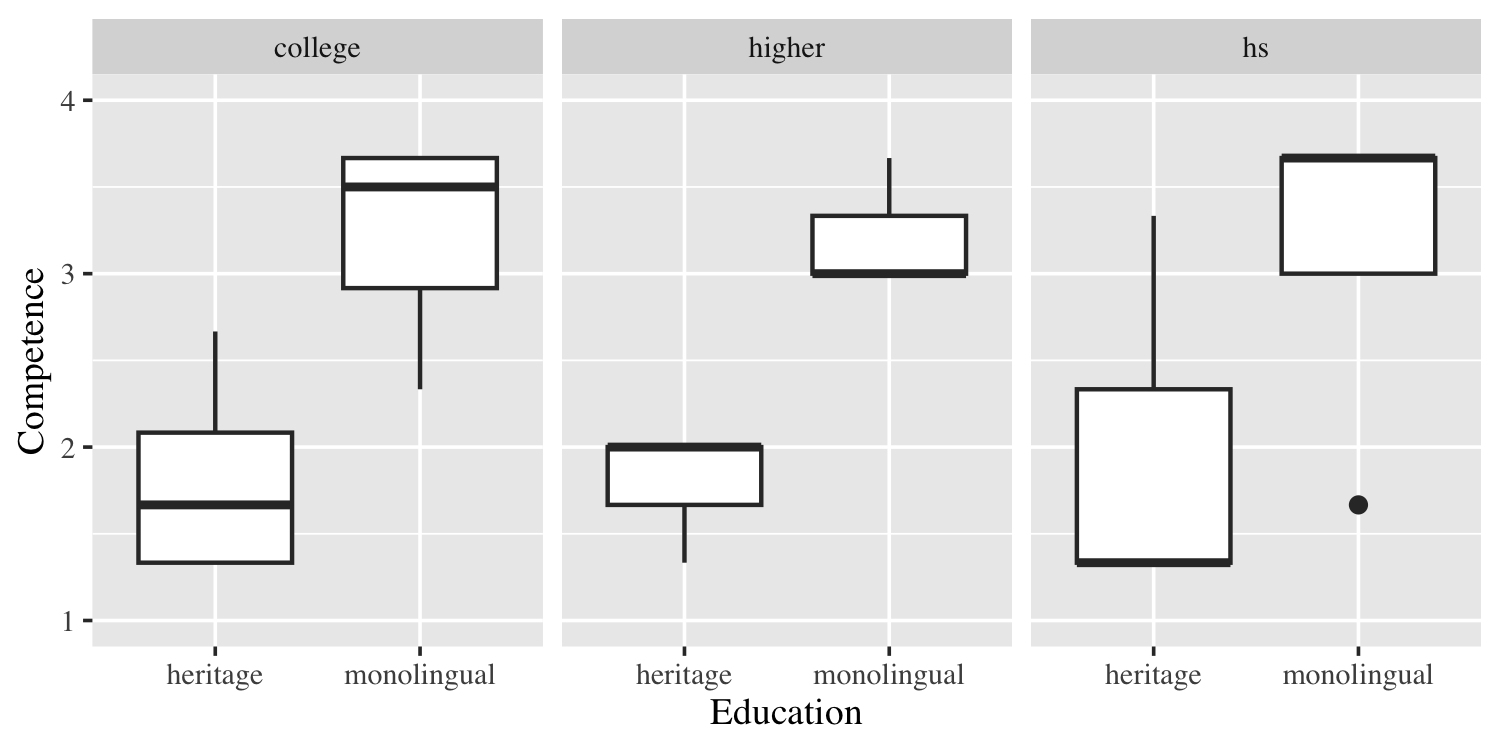 college higher hs
4
3
2
1
Competence
heritage monolingual heritage monolingual heritage monolingual
Education